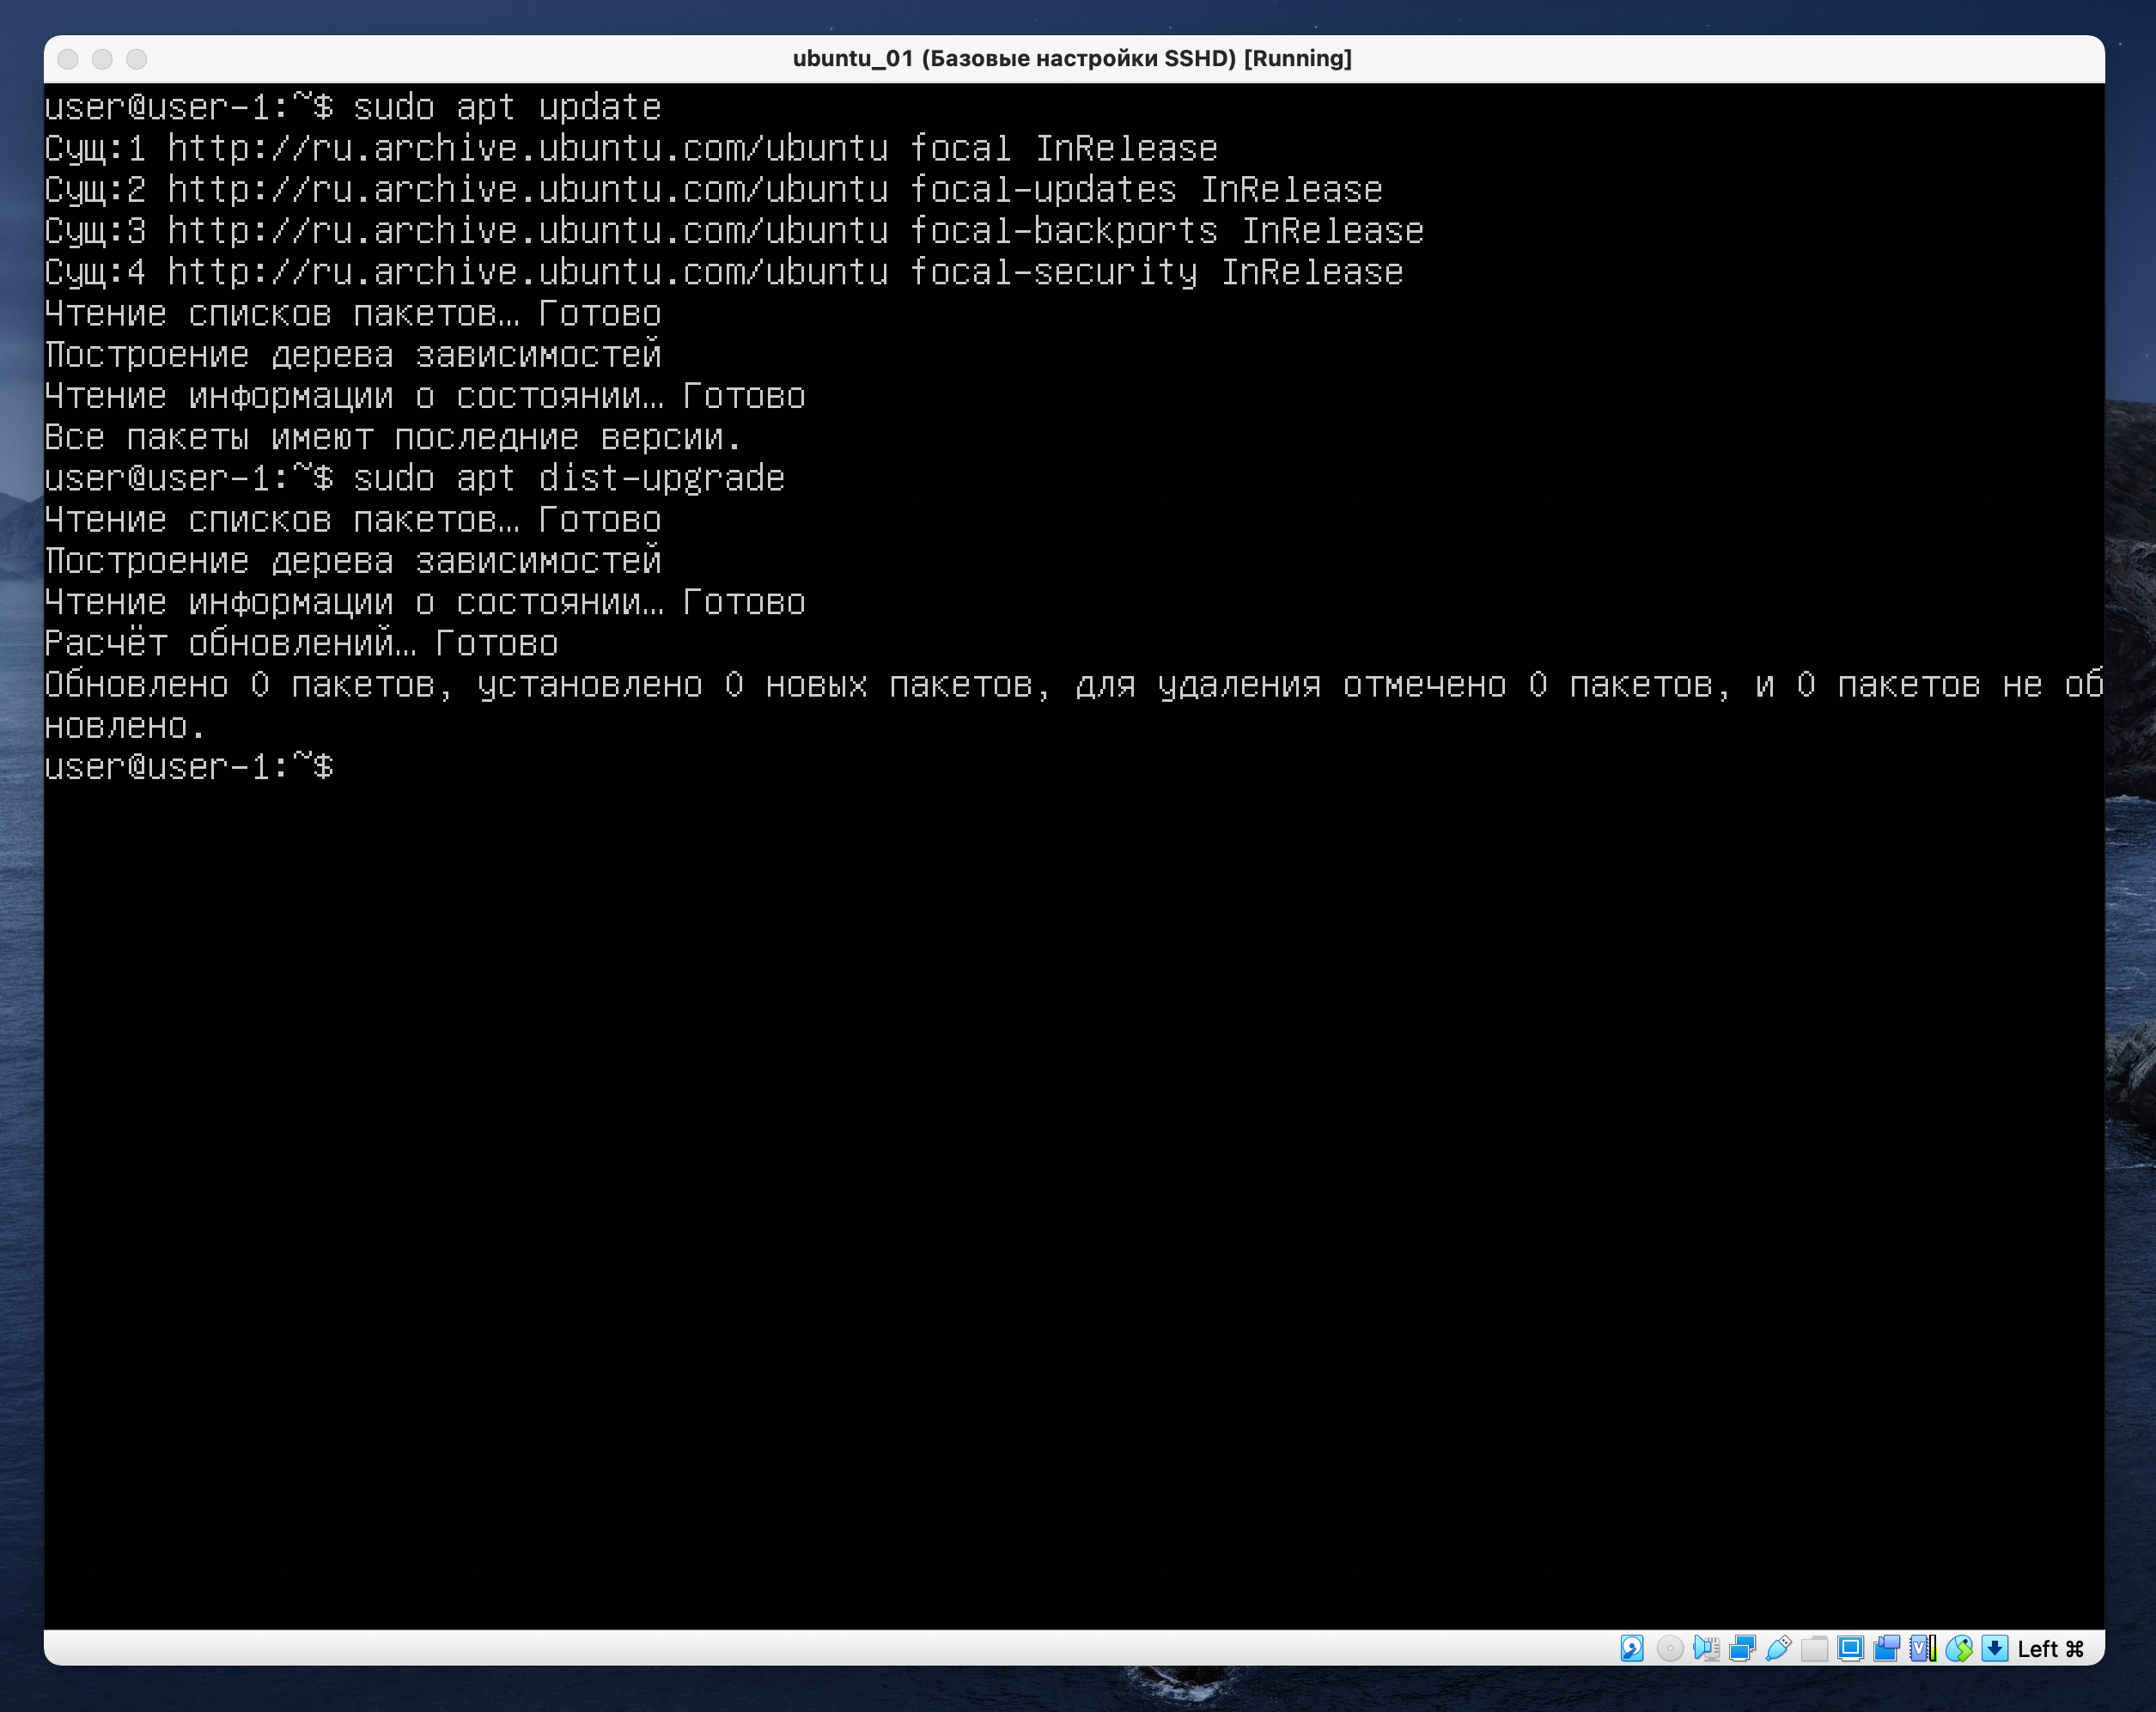 ubuntu_01 (Базовые настройки SSHD) [Running]
user@user-1:~$ sudo apt update
Сущ:1 http://ru.archive.ubuntu.com/ubuntu focal InRelease
Сущ:2 http://ru.archive.ubuntu.com/ubuntu focal-updates InRelease
Сущ:3 http://ru.archive.ubuntu.com/ubuntu focal-backports InRelease
Сущ:4 http://ru.archive.ubuntu.com/ubuntu focal-security InRelease
Чтение списков пакетов… Готово
Построение дерева зависимостей
Чтение информации о состоянии… Готово
Все пакеты имеют последние версии.
user@user-1:~$ sudo apt dist-upgrade
Чтение списков пакетов… Готово
Построение дерева зависимостей
Чтение информации о состоянии… Готово
Расчёт обновлений… Готово
Обновлено 0 пакетов, установлено 0 новых пакетов, для удаления отмечено 0 пакетов, и 0 пакетов не об
новлено.
user@user-1:~$
Left ⌘